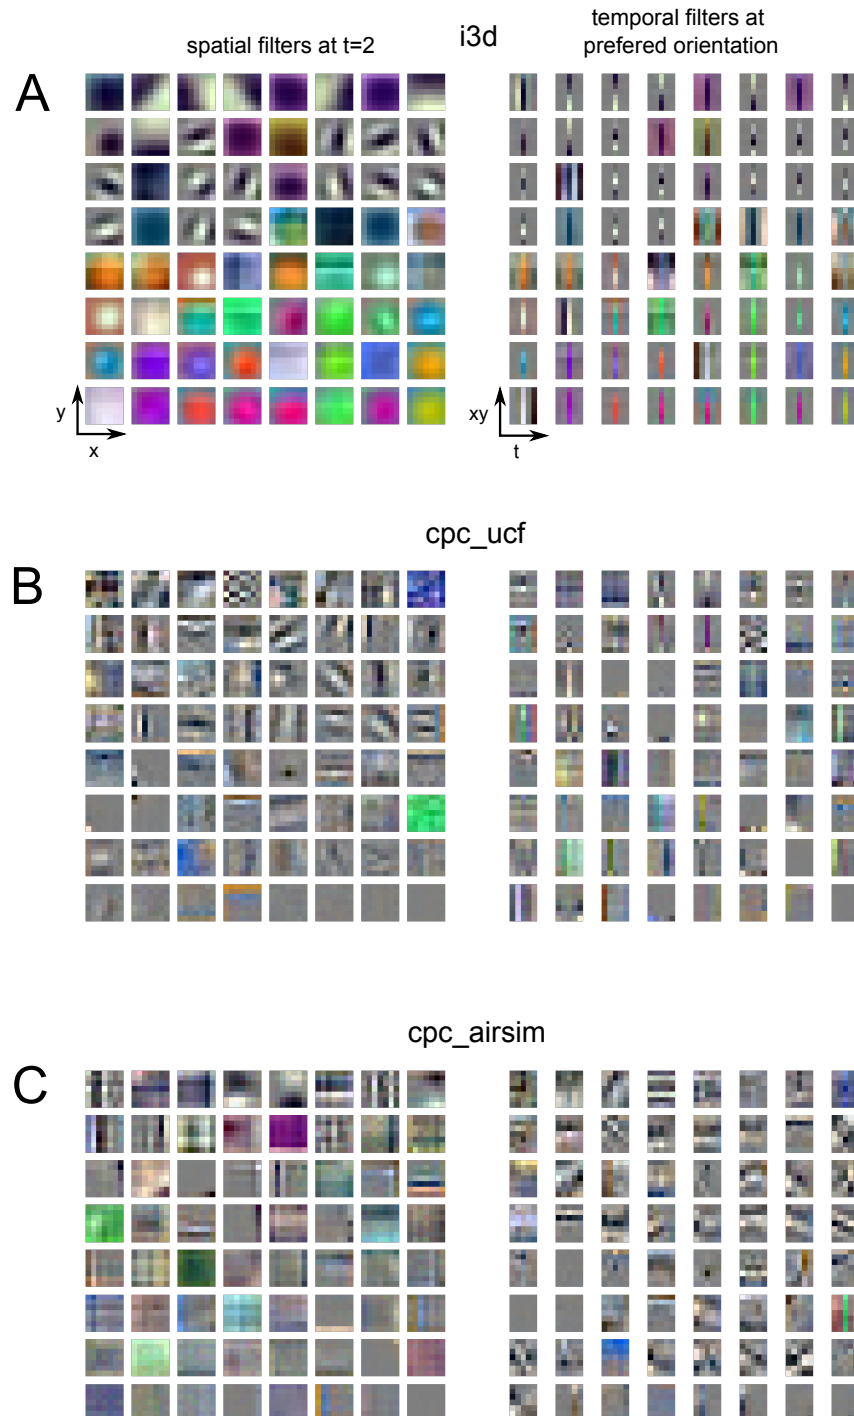 spatial filters at t=2
i3d
temporal filters at
prefered orientation
A
y
x
xy
t
cpc_ucf
B
cpc_airsim
C